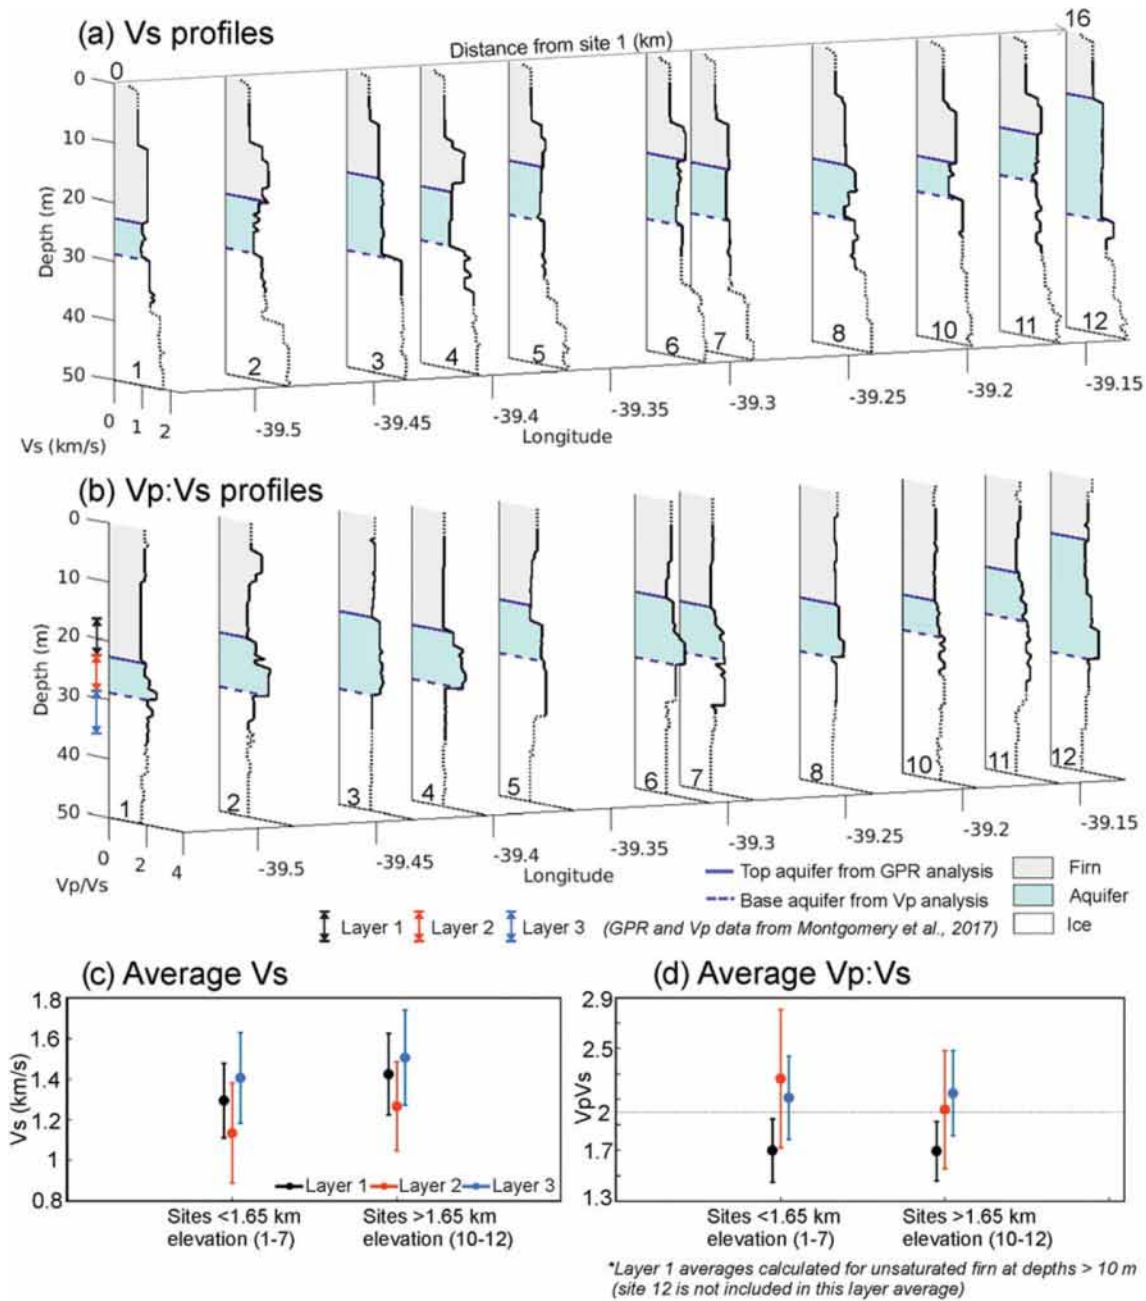 (a) Vs profiles
Distance from site 1 (km)
0
16
0
10
20
30
40
50
Depth (m)
1
2
3
4
5
6
7
8
10
11
12
0
1
2
Vs (km/s)
-39.5
-39.45
-39.4
-39.35
-39.3
-39.25
-39.2
-39.15
Longitude
(b) Vp:Vs profiles
0
10
20
30
40
50
Depth (m)
1
2
3
4
5
6
7
8
10
11
12
0
2
4
Vp/Vs
-39.5
-39.45
-39.4
-39.35
-39.3
-39.25
-39.2
-39.15
Longitude
Top aquifer from GPR analysis
Base aquifer from Vp analysis
Firn
Aquifer
Ice
Layer 1 Layer 2 Layer 3 (GPR and Vp data from Montgomery et al., 2017)
(c) Average Vs
1.8
1.6
1.4
1.2
1
0.8
Vs (km/s)
Layer 1 Layer 2 Layer 3
Sites <1.65 km
elevation (1-7)
Sites >1.65 km
elevation (10-12)
(d) Average Vp:Vs
2.9
2.5
2
1.7
1.3
VpVs
Sites <1.65 km
elevation (1-7)
Sites >1.65 km
elevation (10-12)
*Layer 1 averages calculated for unsaturated firn at depths > 10 m
(site 12 is not included in this layer average)